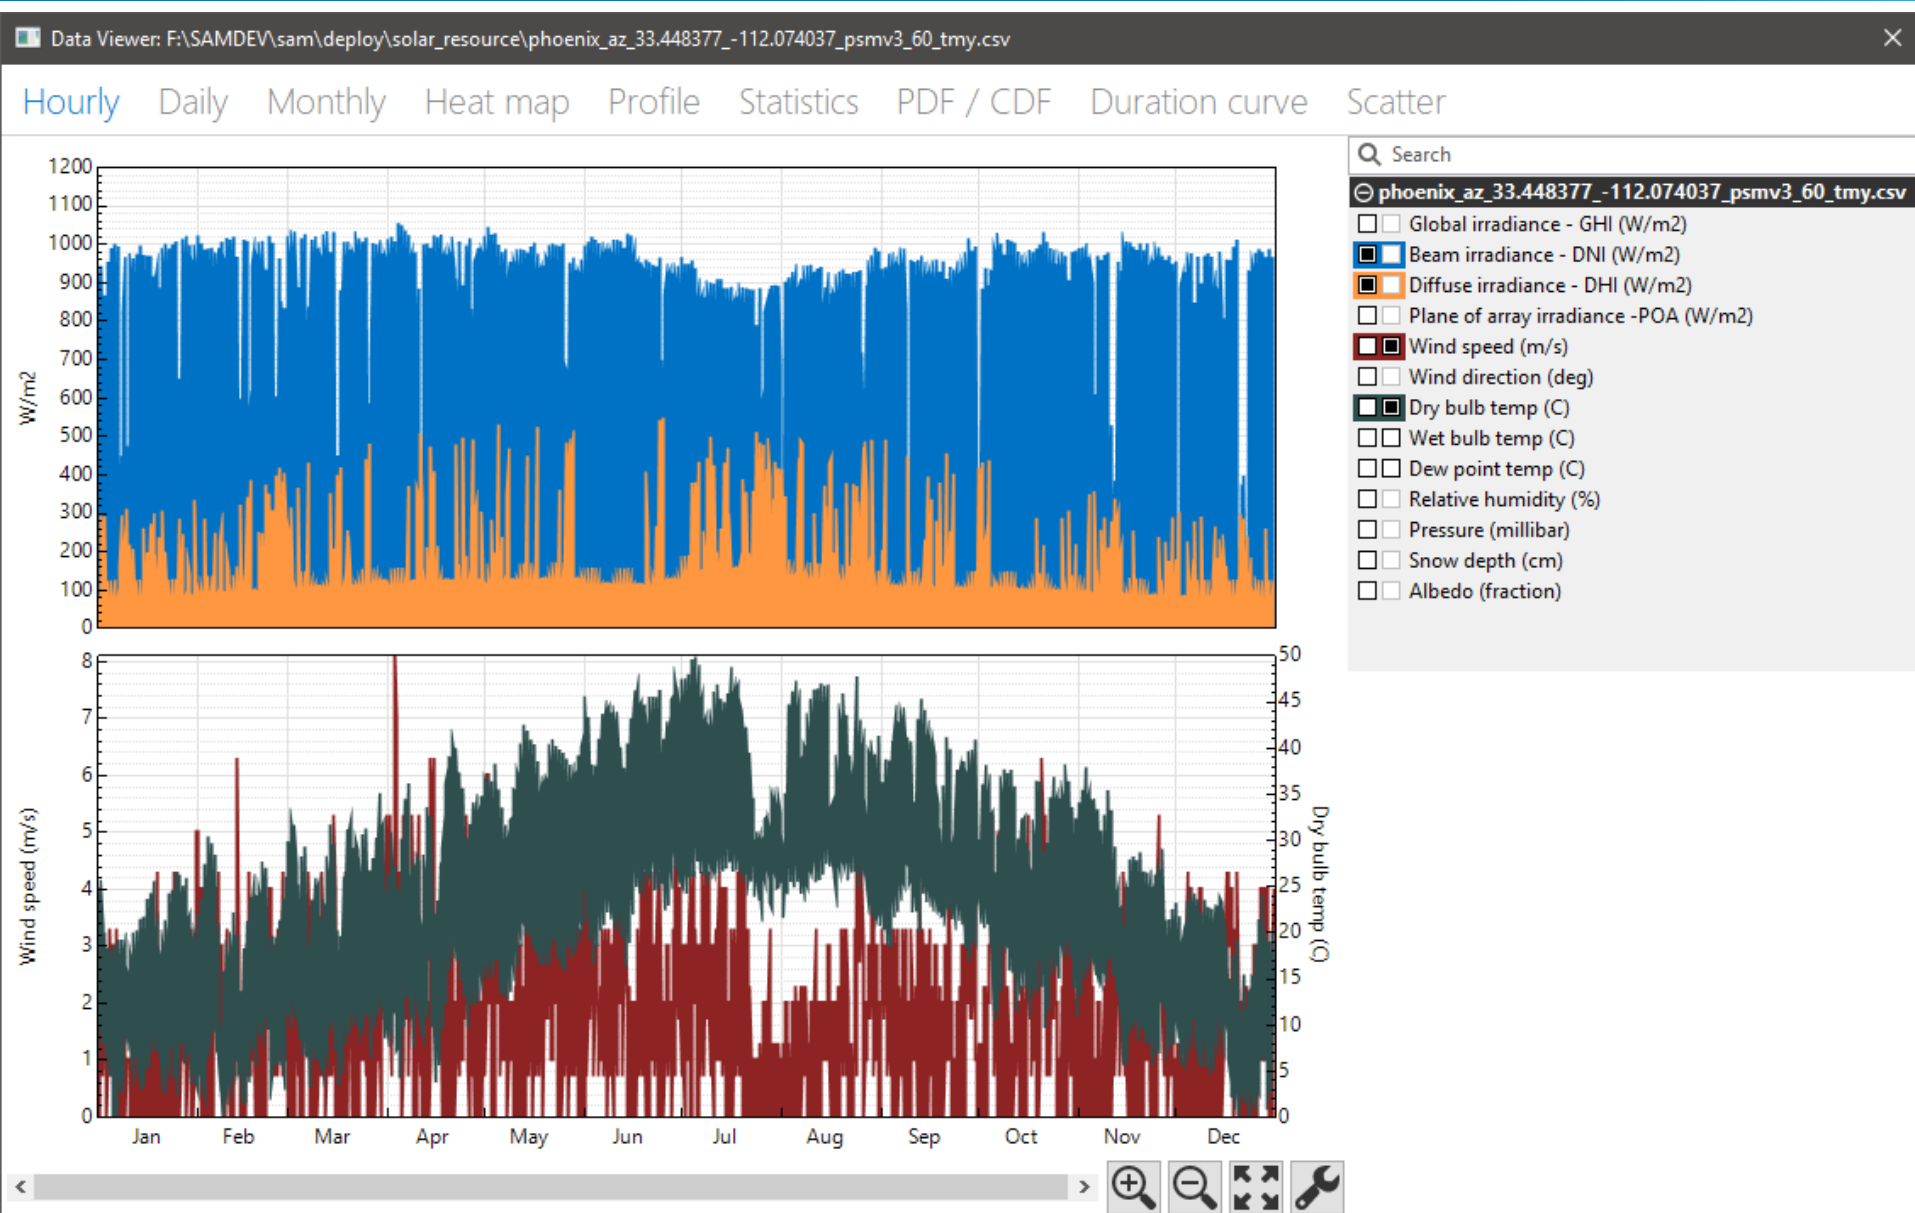 Data Viewer: F:\SAMDEV\sam\deploy\solar_resource\phoenix_az_33.448377_-112.074037_psmv3_60_tmy.csv
Hourly Daily Monthly Heat map Profile Statistics PDF / CDF Duration curve Scatter
1200
1100
1000
900
800
700
600
500
400
300
200
100
0
W/m2
8
7
6
5
4
3
2
1
0
Wind speed (m/s)
50
45
40
35
30
25
20
15
10
5
0
Dry bulb temp (C)
Jan Feb Mar Apr May Jun Jul Aug Sep Oct Nov Dec
Search
phoenix_az_33.448377_-112.074037_psmv3_60_tmy.csv
Global irradiance - GHI (W/m2)
Beam irradiance - DNI (W/m2)
Diffuse irradiance - DHI (W/m2)
Plane of array irradiance -POA (W/m2)
Wind speed (m/s)
Wind direction (deg)
Dry bulb temp (C)
Wet bulb temp (C)
Dew point temp (C)
Relative humidity (%)
Pressure (millibar)
Snow depth (cm)
Albedo (fraction)